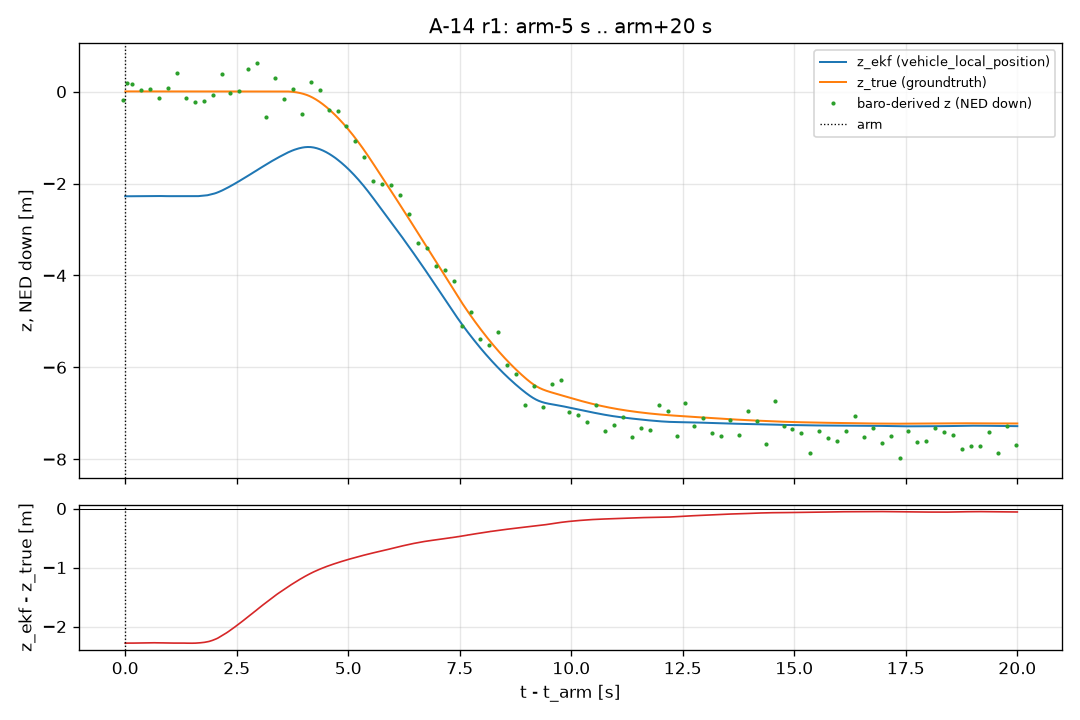 A-14 r1: arm-5 s .. arm+20 s
z_ekf (vehicle_local_position)
z_true (groundtruth)
baro-derived z (NED down)
arm
z, NED down [m]
0
−2
−4
−6
−8
z_ekf - z_true [m]
0
−1
−2
0.0 2.5 5.0 7.5 10.0 12.5 15.0 17.5 20.0
t - t_arm [s]